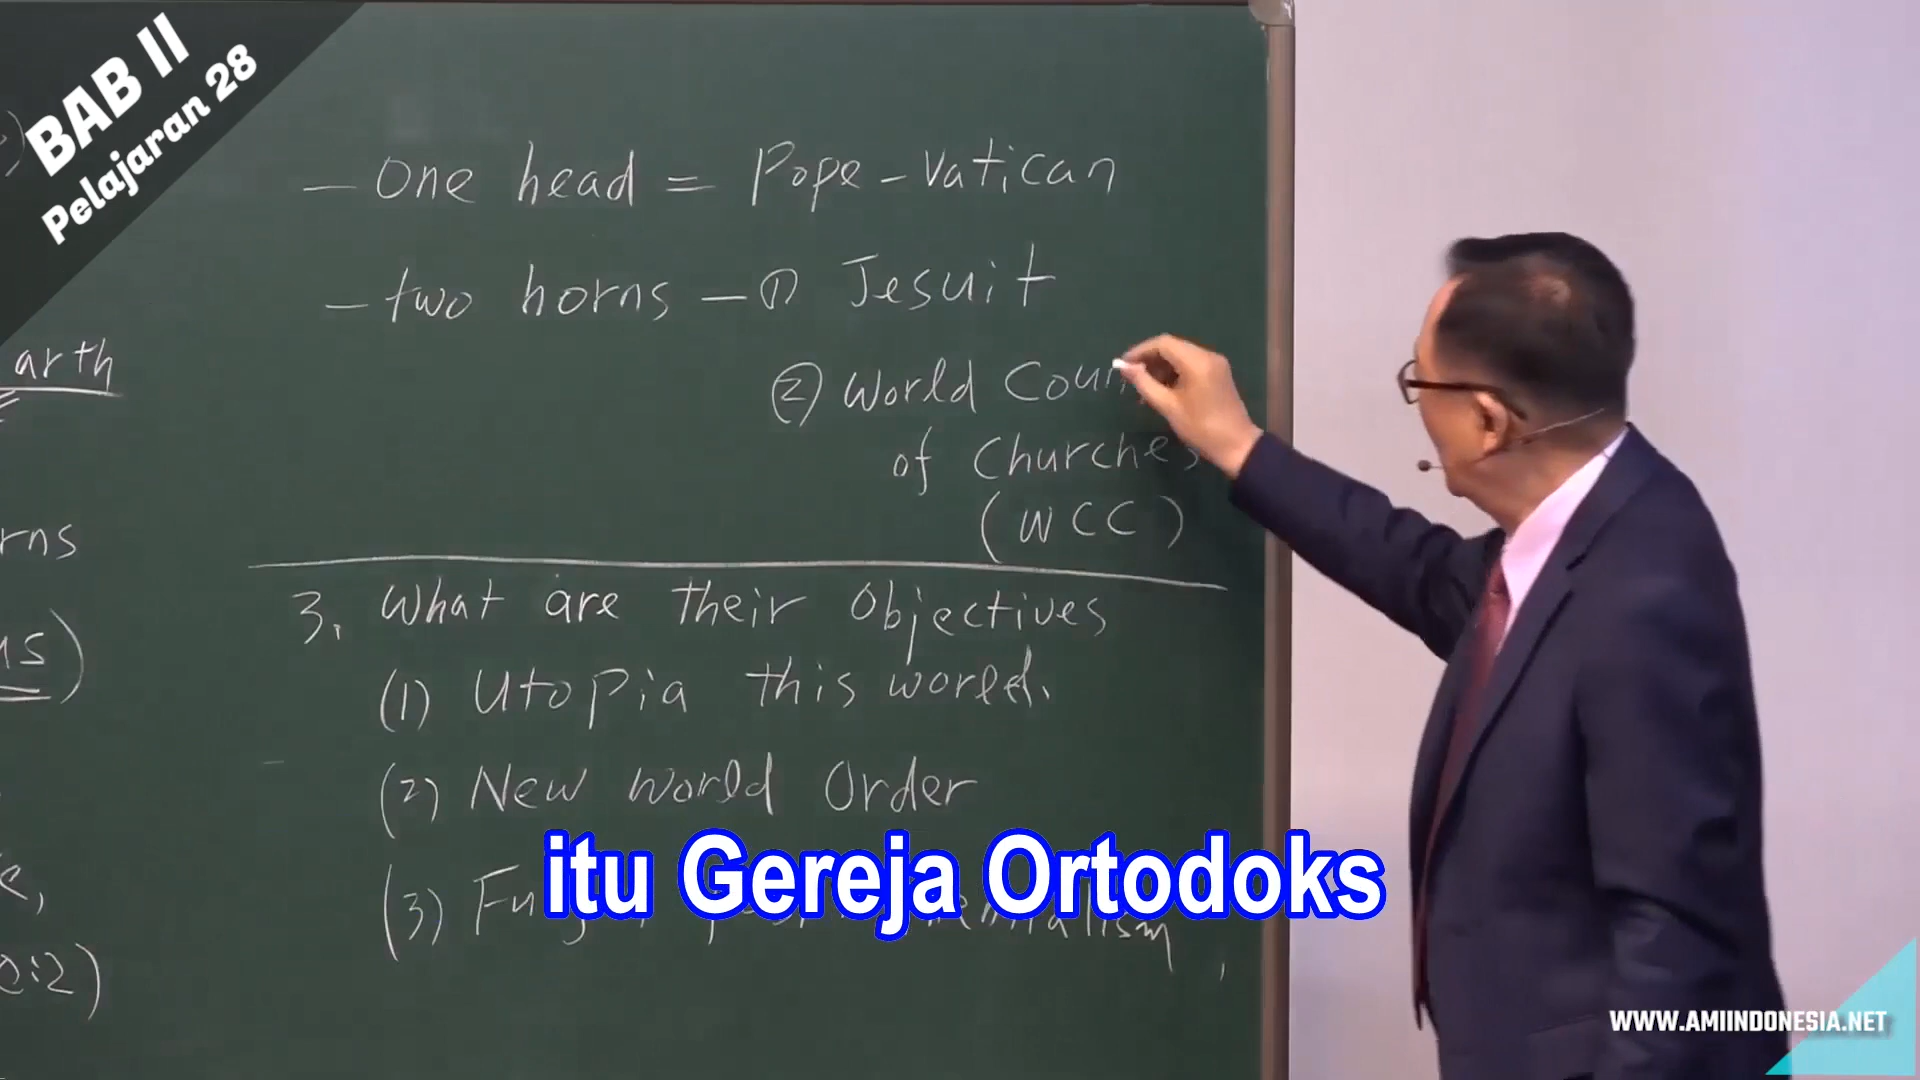 BAB II
Pelajaran 28
- One head = Pope - Vatican
- two horns - ① Jesuit
② World Coun
of Churches
(WCC)
arth
rns
3. What are their Objectives
(1) Utopia this world.
(2) New World Order
(3)
itu Gereja Ortodoks
WWW.AMIINDONESIA.NET